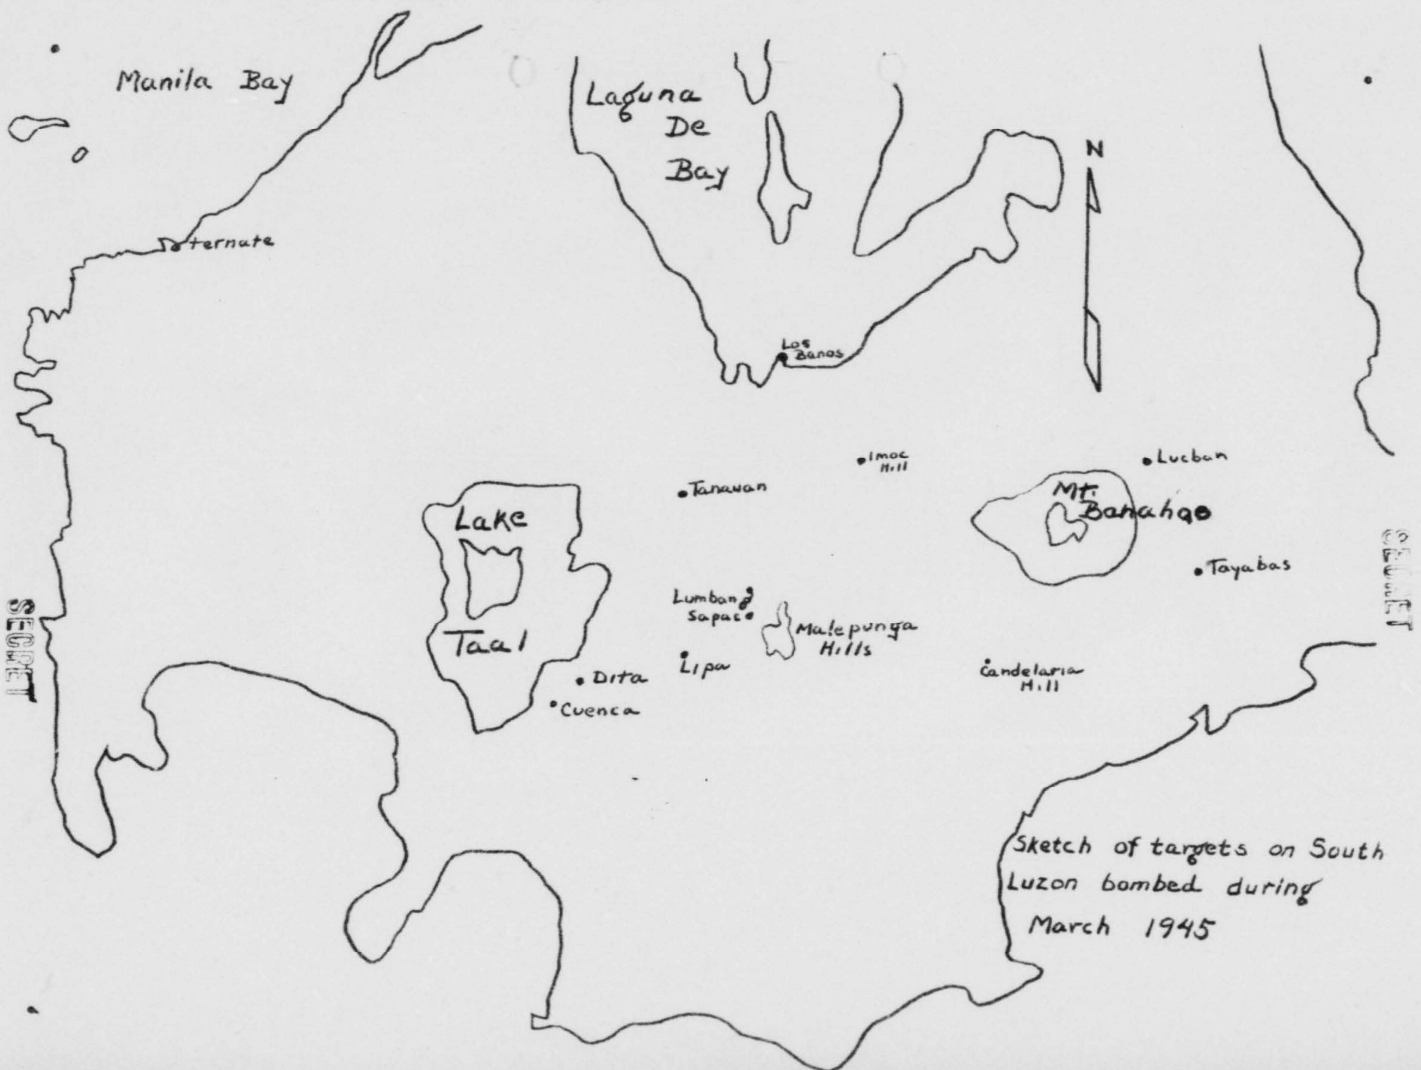 Manila Bay
Laguna
De
Bay
N
ternate
Los
Banos
Imoc
Hill
Lucban
Tanauan
Mt.
Banahao
Lake
Taal
Tayabas
Lumbang
Sapac
Malepunya
Hills
Lipa
Dita
Cuenca
Candelaria
Hill
SECRET
SECRET
Sketch of targets on South
Luzon bombed during
March 1945